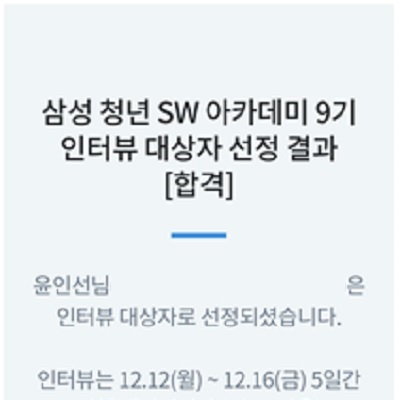 삼성 청년 SW 아카데미 9기
인터뷰 대상자 선정 결과
[합격]
윤인선님 은
인터뷰 대상자로 선정되셨습니다.
인터뷰는 12.12(월) ~ 12.16(금) 5일간